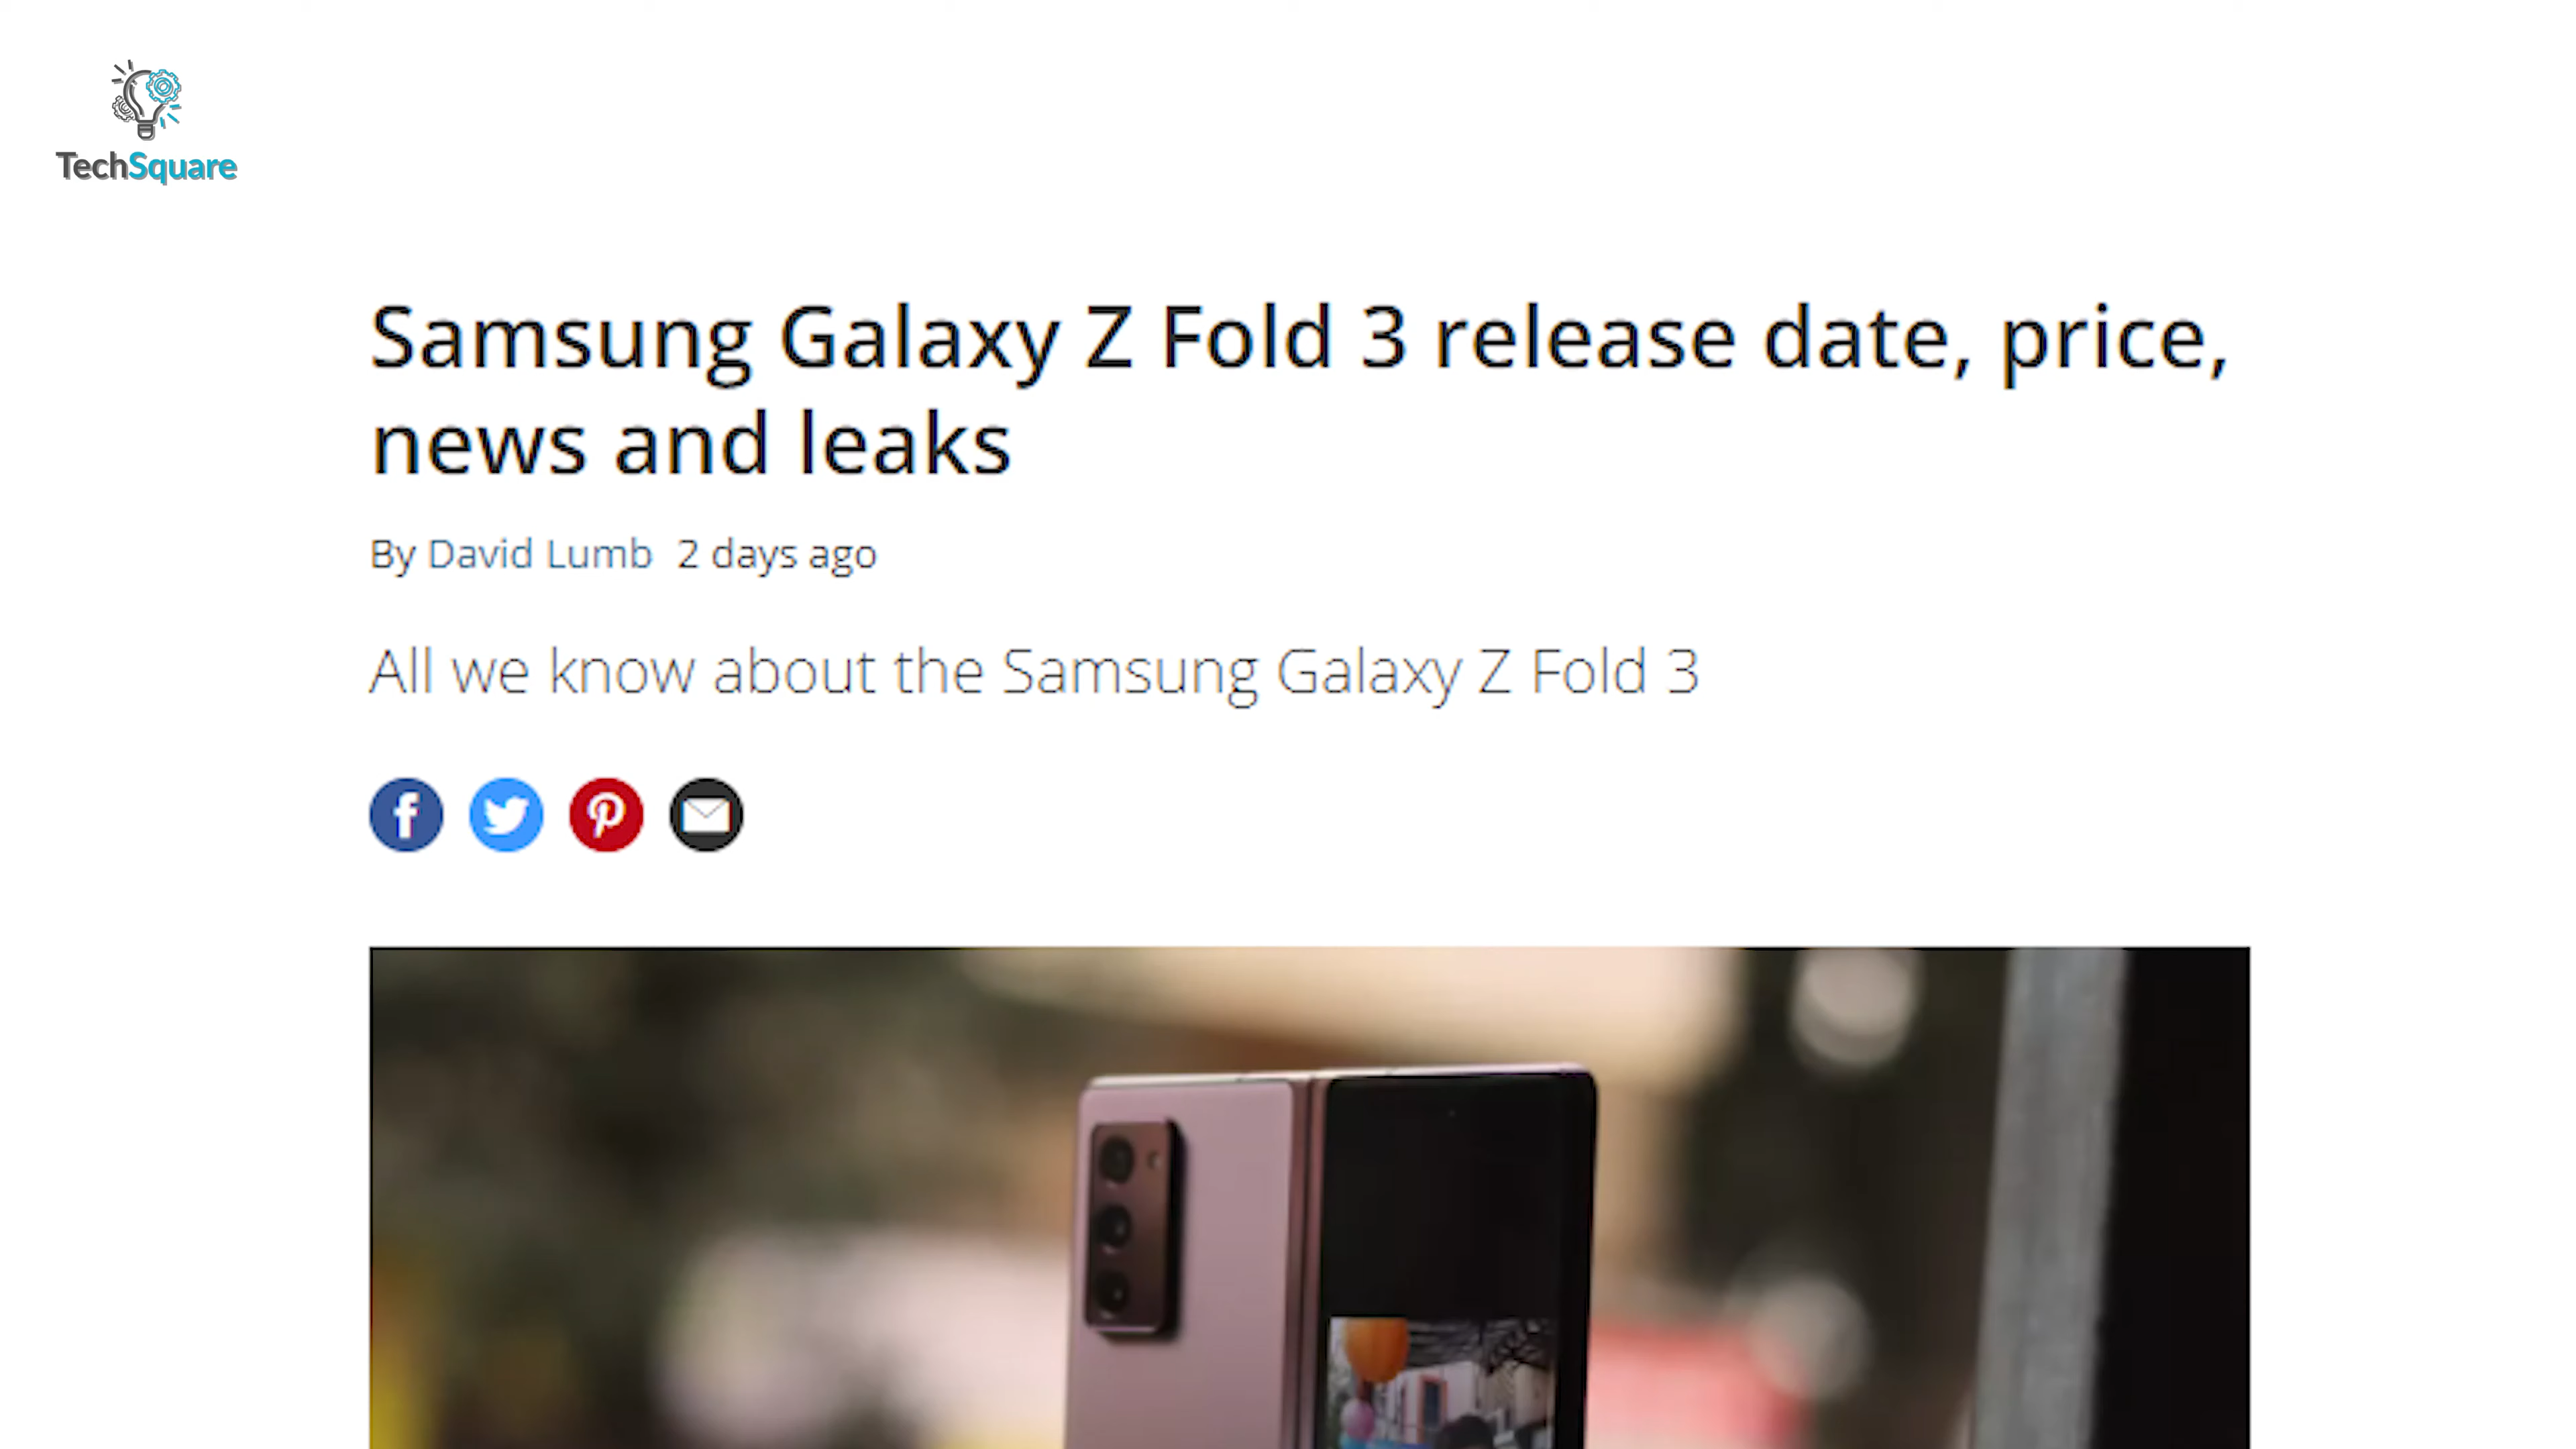 TechSquare
Samsung Galaxy Z Fold 3 release date, price,
news and leaks
By David Lumb 2 days ago
All we know about the Samsung Galaxy Z Fold 3